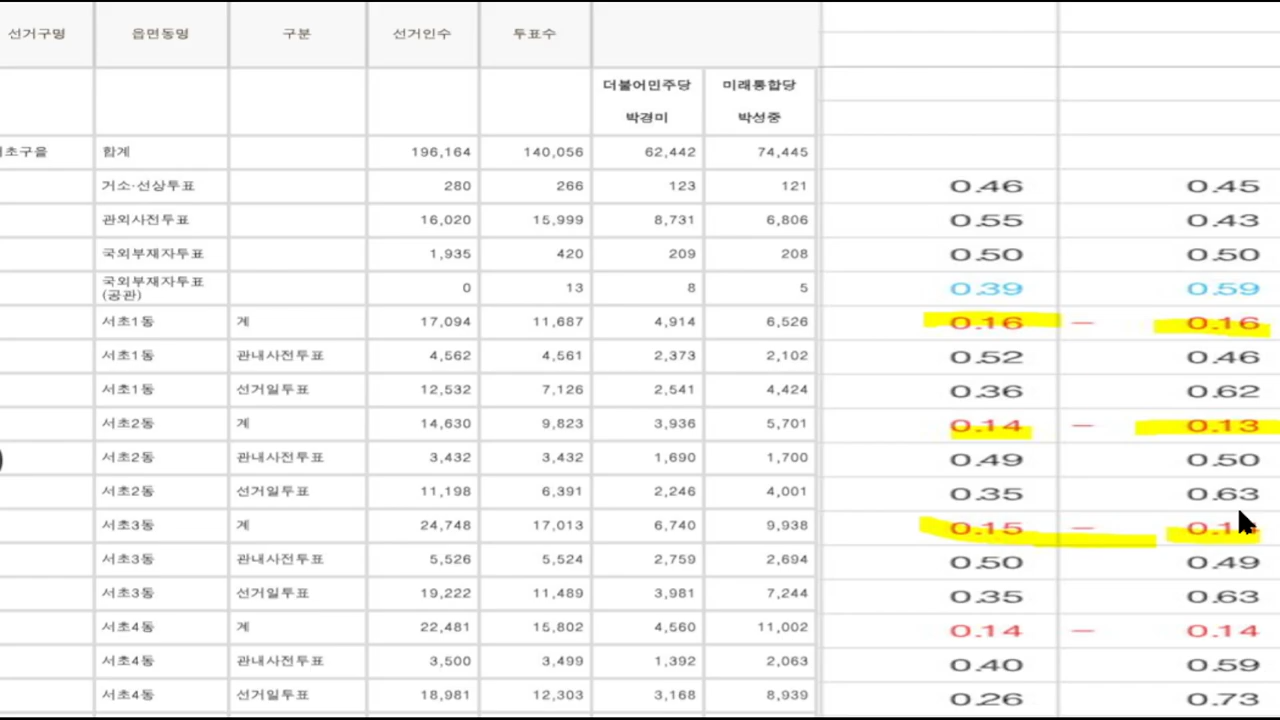 선거구명 읍면동명 구분 선거인수 투표수
더불어민주당 미래통합당
박경미 박성중
초구을 합계 196,164 140,056 62,442 74,445
거소·선상투표 280 266 123 121 0.46 0.45
관외사전투표 16,020 15,999 8,731 6,806 0.55 0.43
국외부재자투표 1,935 420 209 208 0.50 0.50
국외부재자투표
(공관) 0 13 8 5 0.39 0.59
서초1동 계 17,094 11,687 4,914 6,526 0.16 – 0.16
서초1동 관내사전투표 4,562 4,561 2,373 2,102 0.52 0.46
서초1동 선거일투표 12,532 7,126 2,541 4,424 0.36 0.62
서초2동 계 14,630 9,823 3,936 5,701 0.14 – 0.13
서초2동 관내사전투표 3,432 3,432 1,690 1,700 0.49 0.50
서초2동 선거일투표 11,198 6,391 2,246 4,001 0.35 0.63
서초3동 계 24,748 17,013 6,740 9,938 0.15 –
서초3동 관내사전투표 5,526 5,524 2,759 2,694 0.50 0.49
서초3동 선거일투표 19,222 11,489 3,981 7,244 0.35 0.63
서초4동 계 22,481 15,802 4,560 11,002 0.14 – 0.14
서초4동 관내사전투표 3,500 3,499 1,392 2,063 0.40 0.59
서초4동 선거일투표 18,981 12,303 3,168 8,939 0.26 0.73